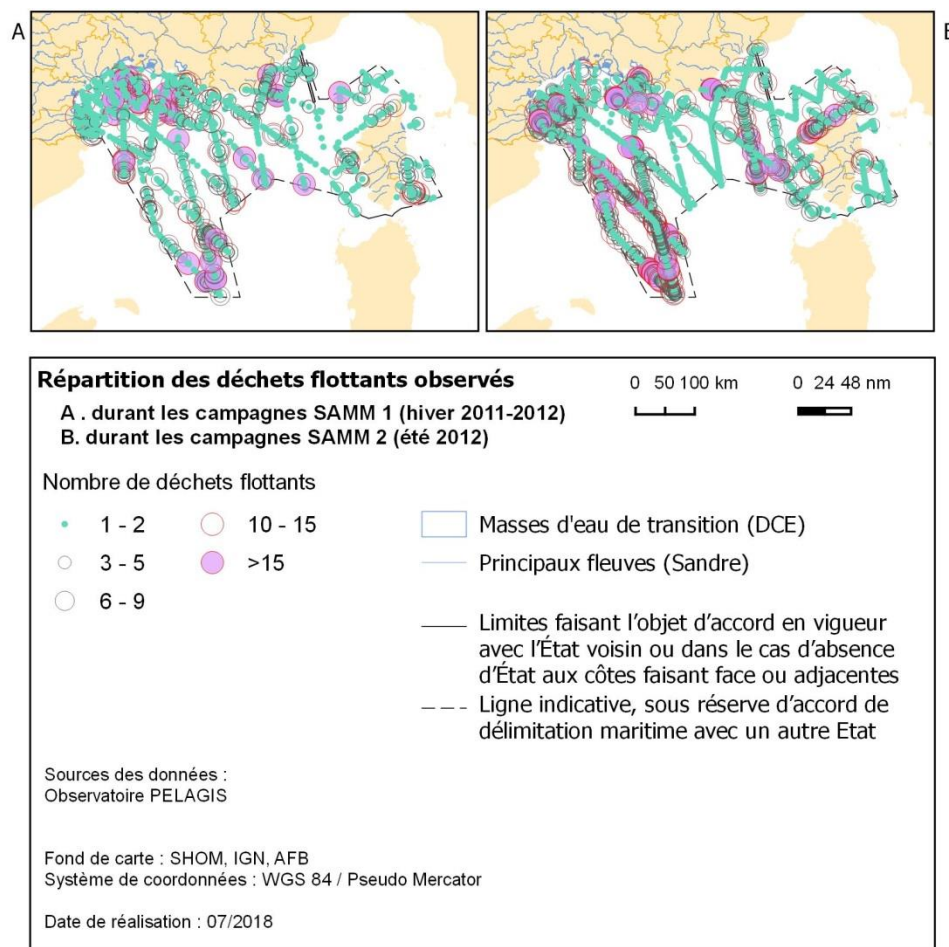 A
B
Répartition des déchets flottants observés
A . durant les campagnes SAMM 1 (hiver 2011-2012)
B. durant les campagnes SAMM 2 (été 2012)
0 50 100 km
0 24 48 nm
Nombre de déchets flottants
1 - 2
3 - 5
6 - 9
10 - 15
>15
Masses d'eau de transition (DCE)
Principaux fleuves (Sandre)
Limites faisant l'objet d'accord en vigueur
avec l'État voisin ou dans le cas d'absence
d'État aux côtes faisant face ou adjacentes
Ligne indicative, sous réserve d'accord de
délimitation maritime avec un autre Etat
Sources des données :
Observatoire PELAGIS
Fond de carte : SHOM, IGN, AFB
Système de coordonnées : WGS 84 / Pseudo Mercator
Date de réalisation : 07/2018